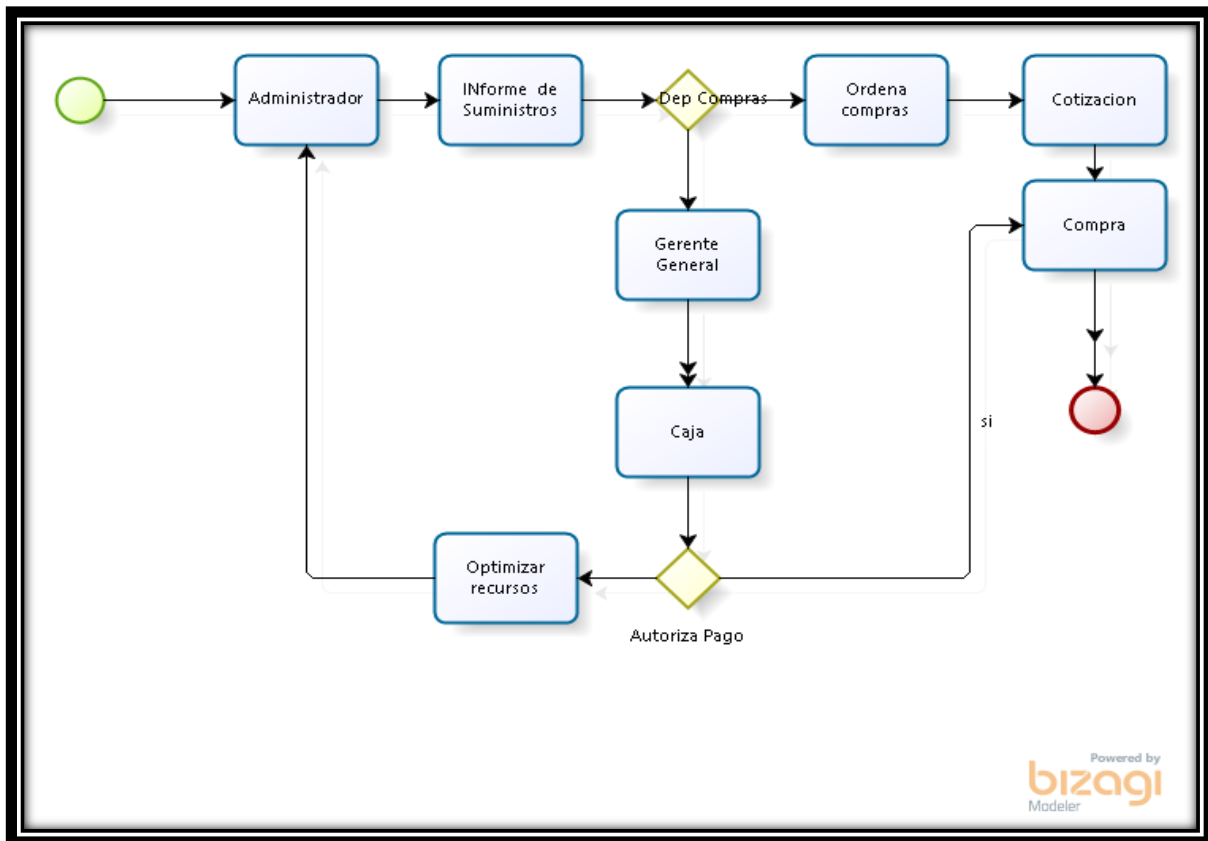 Administrador
INforme de
Suministros
Dep Compras
Ordena
compras
Cotizacion
Gerente
General
Compra
Caja
si
Optimizar
recursos
Autoriza Pago
Powered by
bizagi
Modeler